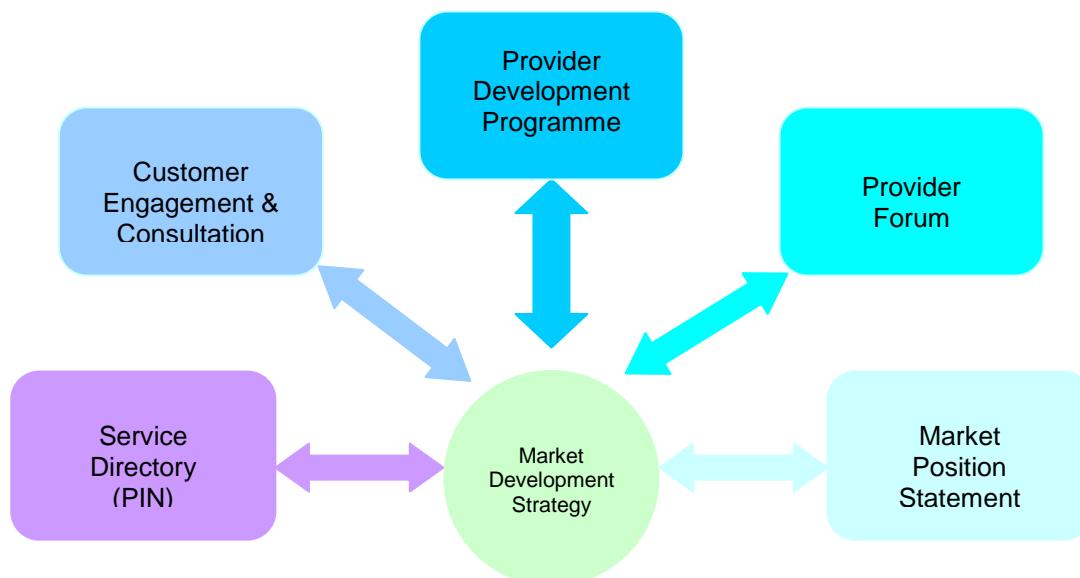 Provider
Development
Programme
Customer
Engagement &
Consultation
Provider
Forum
Service
Directory
(PIN)
Market
Development
Strategy
Market
Position
Statement